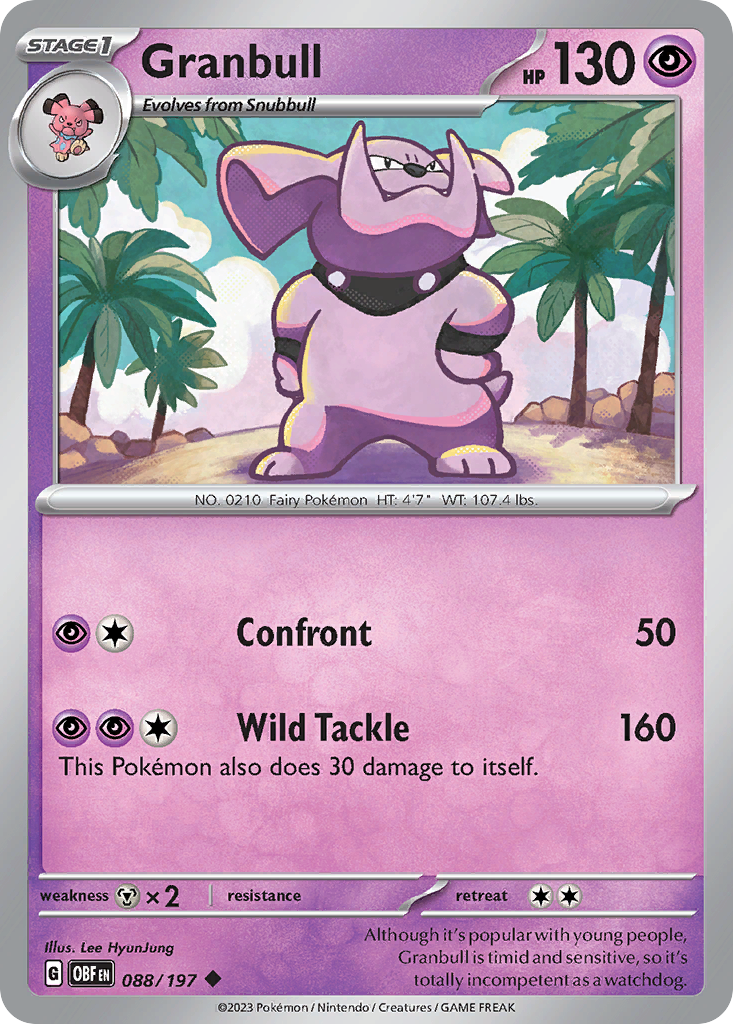 STAGE 1
Granbull
HP 130
Evolves from Snubbull
NO. 0210 Fairy Pokémon HT: 4'7" WT: 107.4 lbs.
Confront 50
Wild Tackle 160
This Pokémon also does 30 damage to itself.
weakness ×2 resistance retreat
Illus. Lee HyunJung
Although it's popular with young people,
Granbull is timid and sensitive, so it's
totally incompetent as a watchdog.
G OBF EN 088/197
©2023 Pokémon / Nintendo / Creatures / GAME FREAK